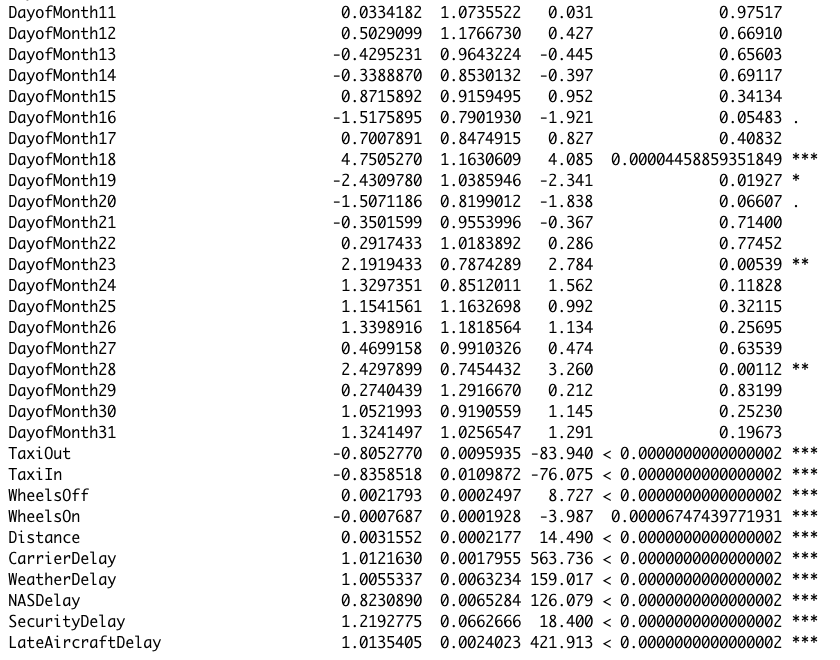 DayofMonth11 0.0334182 1.0735522 0.031 0.97517
DayofMonth12 0.5029099 1.1766730 0.427 0.66910
DayofMonth13 -0.4295231 0.9643224 -0.445 0.65603
DayofMonth14 -0.3388870 0.8530132 -0.397 0.69117
DayofMonth15 0.8715892 0.9159495 0.952 0.34134
DayofMonth16 -1.5175895 0.7901930 -1.921 0.05483 .
DayofMonth17 0.7007891 0.8474915 0.827 0.40832
DayofMonth18 4.7505270 1.1630609 4.085 0.00004458859351849 ***
DayofMonth19 -2.4309780 1.0385946 -2.341 0.01927 *
DayofMonth20 -1.5071186 0.8199012 -1.838 0.06607 .
DayofMonth21 -0.3501599 0.9553996 -0.367 0.71400
DayofMonth22 0.2917433 1.0183892 0.286 0.77452
DayofMonth23 2.1919433 0.7874289 2.784 0.00539 **
DayofMonth24 1.3297351 0.8512011 1.562 0.11828
DayofMonth25 1.1541561 1.1632698 0.992 0.32115
DayofMonth26 1.3398916 1.1818564 1.134 0.25695
DayofMonth27 0.4699158 0.9910326 0.474 0.63539
DayofMonth28 2.4297899 0.7454432 3.260 0.00112 **
DayofMonth29 0.2740439 1.2916670 0.212 0.83199
DayofMonth30 1.0521993 0.9190559 1.145 0.25230
DayofMonth31 1.3241497 1.0256547 1.291 0.19673
TaxiOut -0.8052770 0.0095935 -83.940 < 0.0000000000000002 ***
TaxiIn -0.8358518 0.0109872 -76.075 < 0.0000000000000002 ***
WheelsOff 0.0021793 0.0002497 8.727 < 0.0000000000000002 ***
WheelsOn -0.0007687 0.0001928 -3.987 0.00006747439771931 ***
Distance 0.0031552 0.0002177 14.490 < 0.0000000000000002 ***
CarrierDelay 1.0121630 0.0017955 563.736 < 0.0000000000000002 ***
WeatherDelay 1.0055337 0.0063234 159.017 < 0.0000000000000002 ***
NASDelay 0.8230890 0.0065284 126.079 < 0.0000000000000002 ***
SecurityDelay 1.2192775 0.0662666 18.400 < 0.0000000000000002 ***
LateAircraftDelay 1.0135405 0.0024023 421.913 < 0.0000000000000002 ***